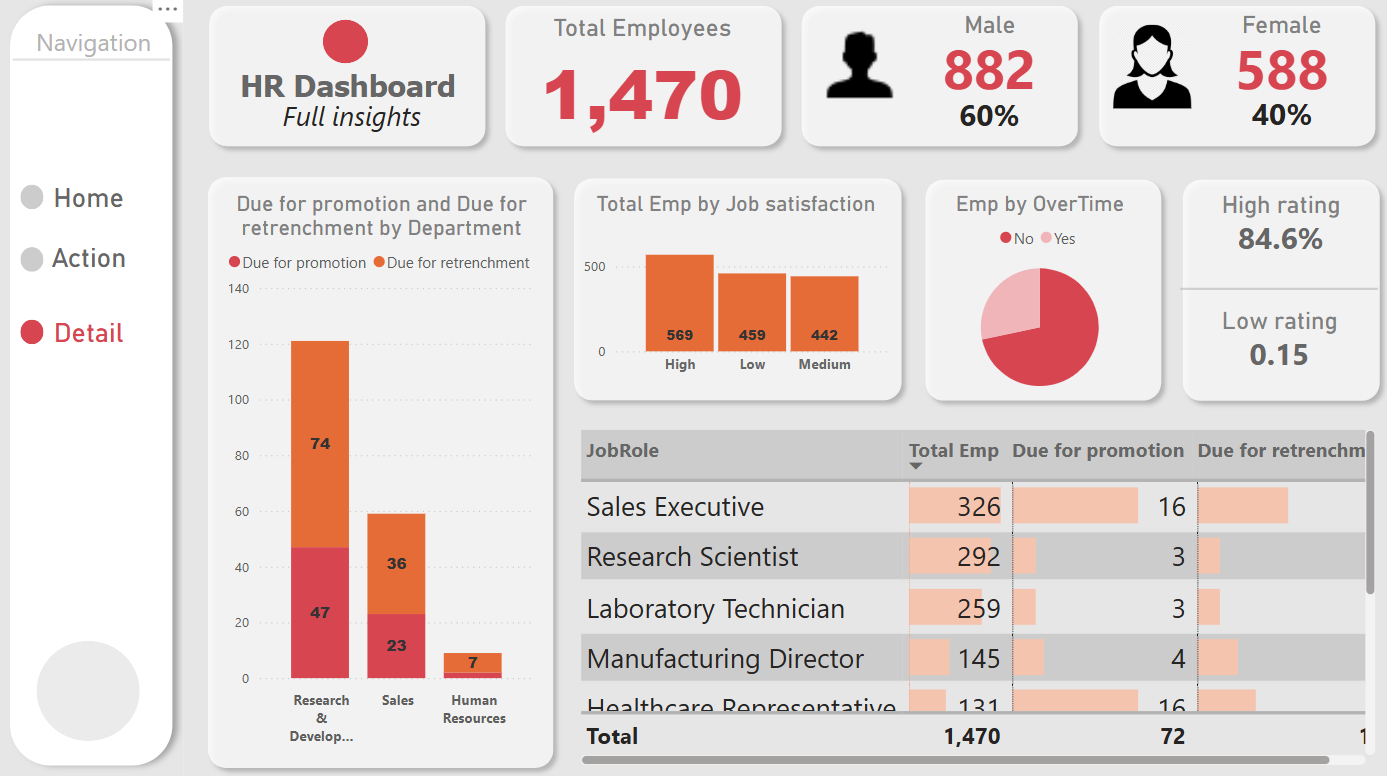 Navigation
Home
Action
Detail
HR Dashboard
Full insights
Total Employees
1,470
Male
882
60%
Female
588
40%
Due for promotion and Due for
retrenchment by Department
Due for promotion
Due for retrenchment
140
120
100
80
60
40
20
0
74
47
36
23
7
Research
&
Develop...
Sales
Human
Resources
Total Emp by Job satisfaction
500
0
569
459
442
High
Low
Medium
Emp by OverTime
No
Yes
High rating
84.6%
Low rating
0.15
JobRole Total Emp Due for promotion Due for retrenchm
Sales Executive 326 16
Research Scientist 292 3
Laboratory Technician 259 3
Manufacturing Director 145 4
Healthcare Representative 131 16
Total 1,470 72 1